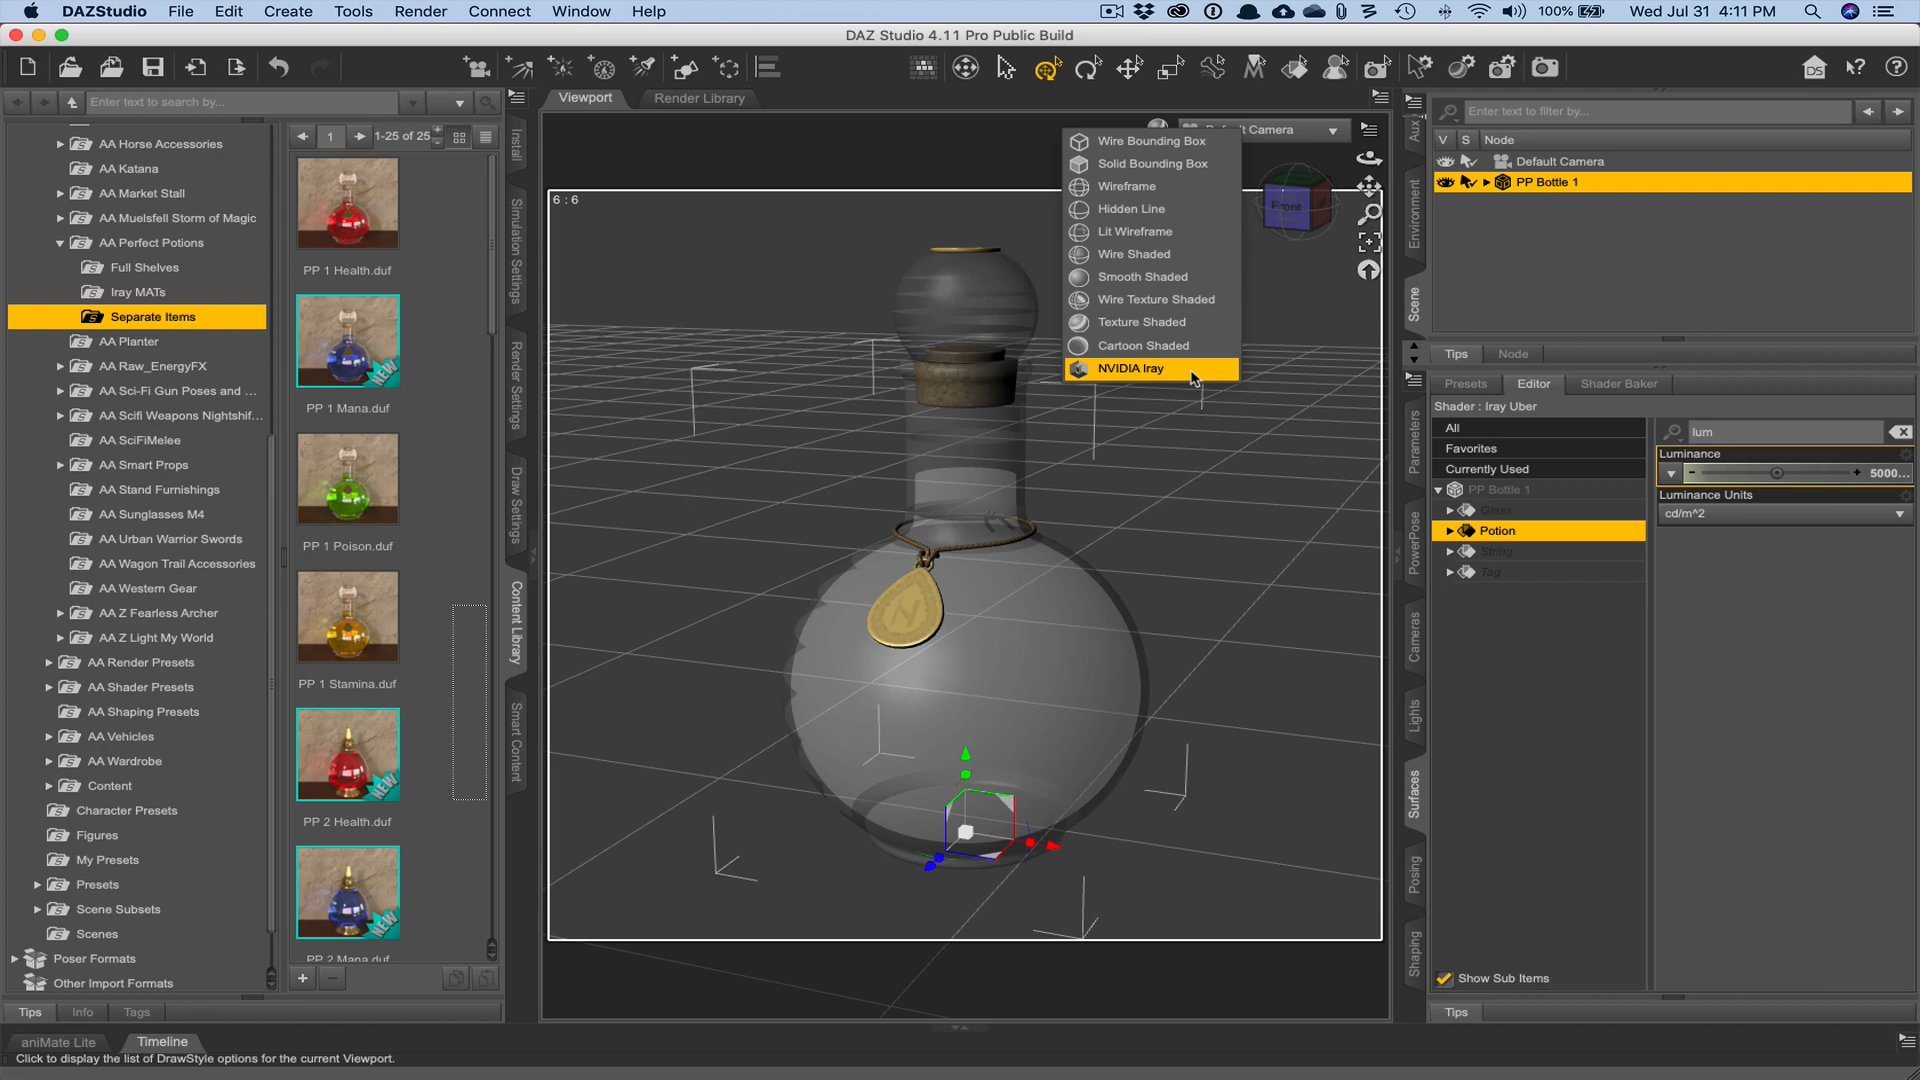 DAZStudio File Edit Create Tools Render Connect Window Help
100% Wed Jul 31 4:11 PM
DAZ Studio 4.11 Pro Public Build
Enter text to search by...
AA Horse Accessories
AA Katana
AA Market Stall
AA Muelsfell Storm of Magic
AA Perfect Potions
Full Shelves
Iray MATs
Separate Items
AA Planter
AA Raw_EnergyFX
AA Sci-Fi Gun Poses and ...
AA Scifi Weapons Nightshif...
AA SciFiMelee
AA Smart Props
AA Stand Furnishings
AA Sunglasses M4
AA Urban Warrior Swords
AA Wagon Trail Accessories
AA Western Gear
AA Z Fearless Archer
AA Z Light My World
AA Render Presets
AA Shader Presets
AA Shaping Presets
AA Vehicles
AA Wardrobe
Content
Character Presets
Figures
My Presets
Presets
Scene Subsets
Scenes
Poser Formats
Other Import Formats
Tips Info Tags
1 1-25 of 25
PP 1 Health.duf
PP 1 Mana.duf
PP 1 Poison.duf
PP 1 Stamina.duf
NEW
PP 2 Health.duf
NEW
PP 2 Mana.duf
Install
Simulation Settings
Render Settings
Draw Settings
Content Library
Smart Content
Viewport Render Library
Default Camera
6 : 6
Wire Bounding Box
Solid Bounding Box
Wireframe
Hidden Line
Lit Wireframe
Wire Shaded
Smooth Shaded
Wire Texture Shaded
Texture Shaded
Cartoon Shaded
NVIDIA Iray
Front
N
Aux
Environment
Scene
Parameters
PowerPose
Cameras
Lights
Surfaces
Posing
Shaping
DS
Enter text to filter by...
V S Node
Default Camera
PP Bottle 1
Tips Node
Presets Editor Shader Baker
Shader : Iray Uber
All
Favorites
Currently Used
PP Bottle 1
Glass
Potion
String
Tag
lum
Luminance
5000...
Luminance Units
cd/m^2
Show Sub Items
Tips
aniMate Lite Timeline
Click to display the list of DrawStyle options for the current Viewport.